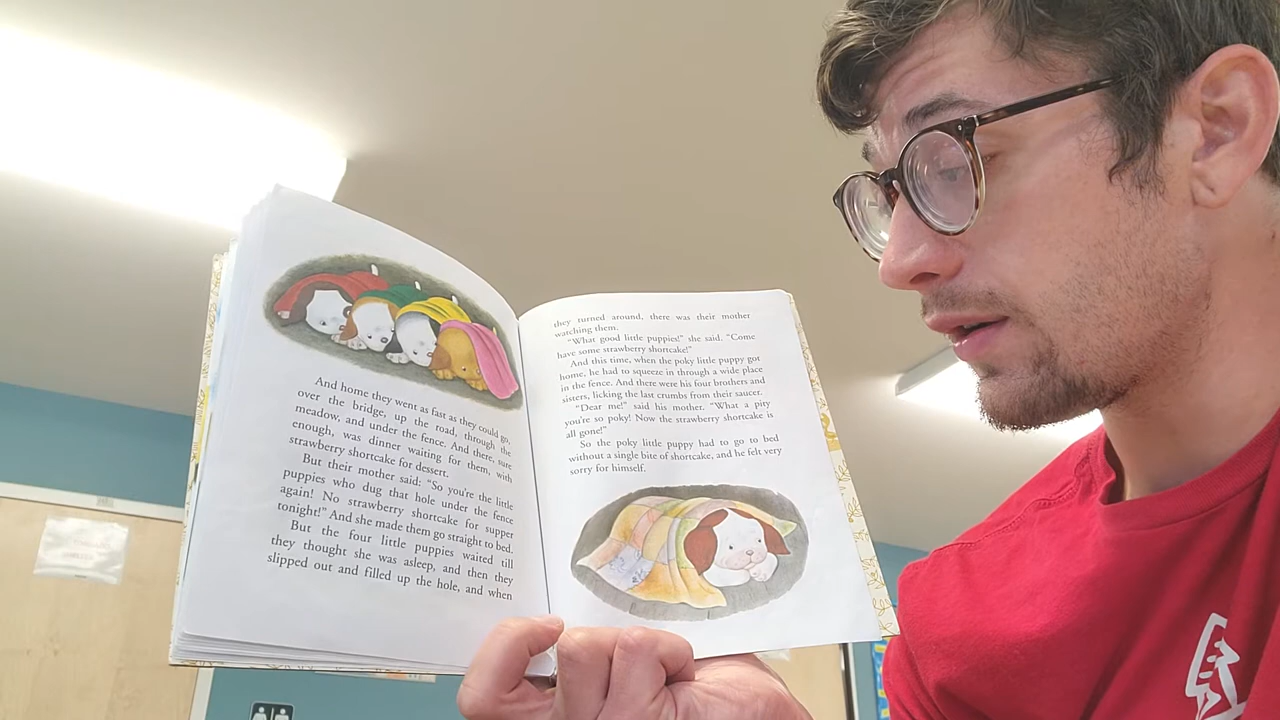 And home they went as fast as they could go,
over the bridge, up the road, through the
meadow, and under the fence. And there, sure
enough, was dinner waiting for them, with
strawberry shortcake for dessert.
But their mother said: “So you’re the little
puppies who dug that hole under the fence
again! No strawberry shortcake for supper
tonight!” And she made them go straight to bed.
But the four little puppies waited till
they thought she was asleep, and then they
slipped out and filled up the hole, and when
they turned around, there was their mother
watching them.
“What good little puppies!” she said. “Come
have some strawberry shortcake!”
And this time, when the poky little puppy got
home, he had to squeeze in through a wide place
in the fence. And there were his four brothers and
sisters, licking the last crumbs from their saucer.
“Dear me!” said his mother. “What a pity
you’re so poky! Now the strawberry shortcake is
all gone!”
So the poky little puppy had to go to bed
without a single bite of shortcake, and he felt very
sorry for himself.